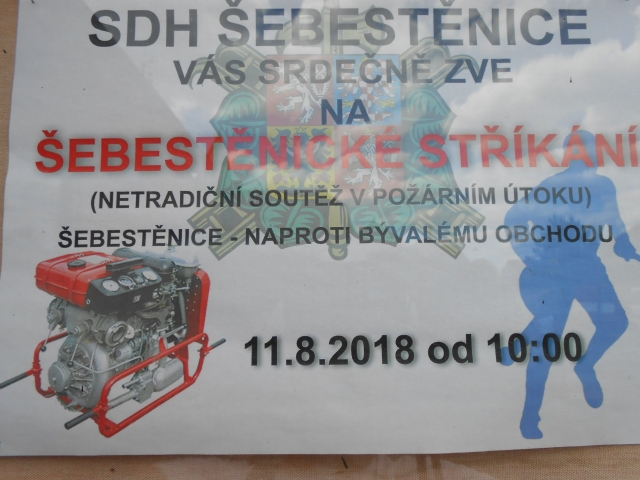 SDH ŠEBESTĚNICE
VÁS SRDEČNĚ ZVE
NA
ŠEBESTĚNICKÉ STŘÍKÁNÍ
(NETRADIČNÍ SOUTĚŽ V POŽÁRNÍM ÚTOKU)
ŠEBESTĚNICE - NAPROTI BÝVALÉMU OBCHODU
11.8.2018 od 10:00